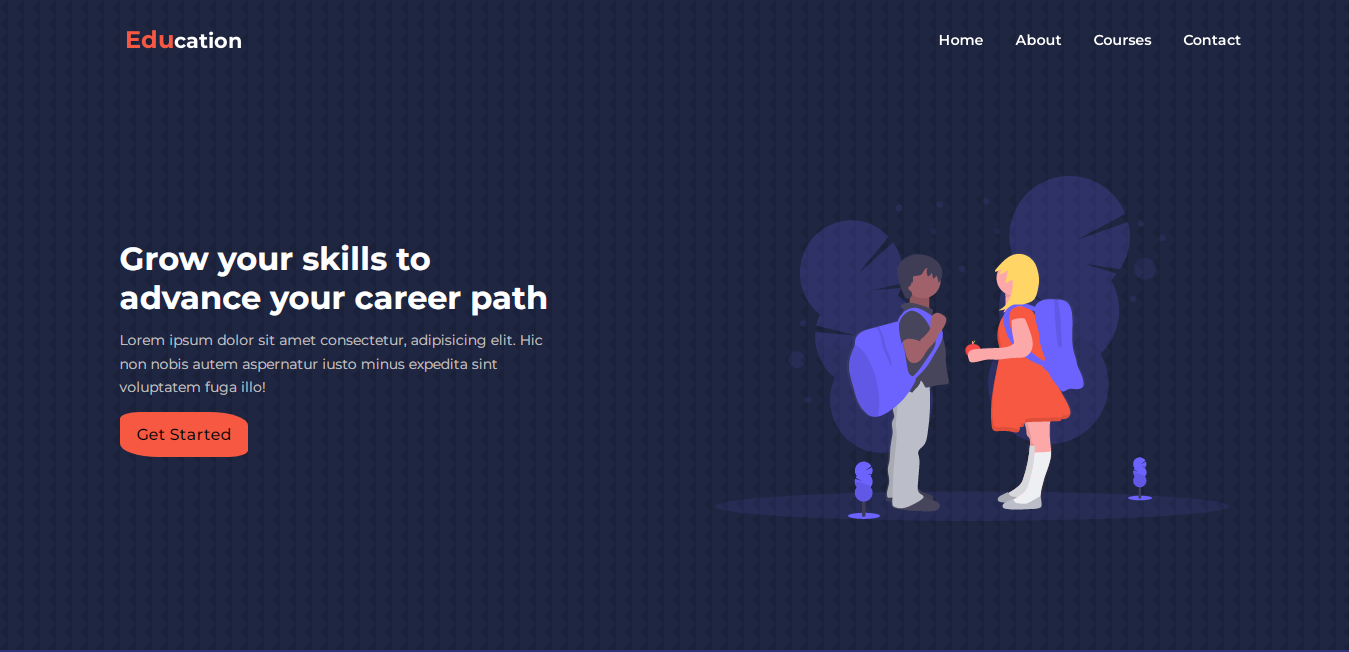 Education
Home About Courses Contact
Grow your skills to
advance your career path
Lorem ipsum dolor sit amet consectetur, adipisicing elit. Hic
non nobis autem aspernatur iusto minus expedita sint
voluptatem fuga illo!
Get Started